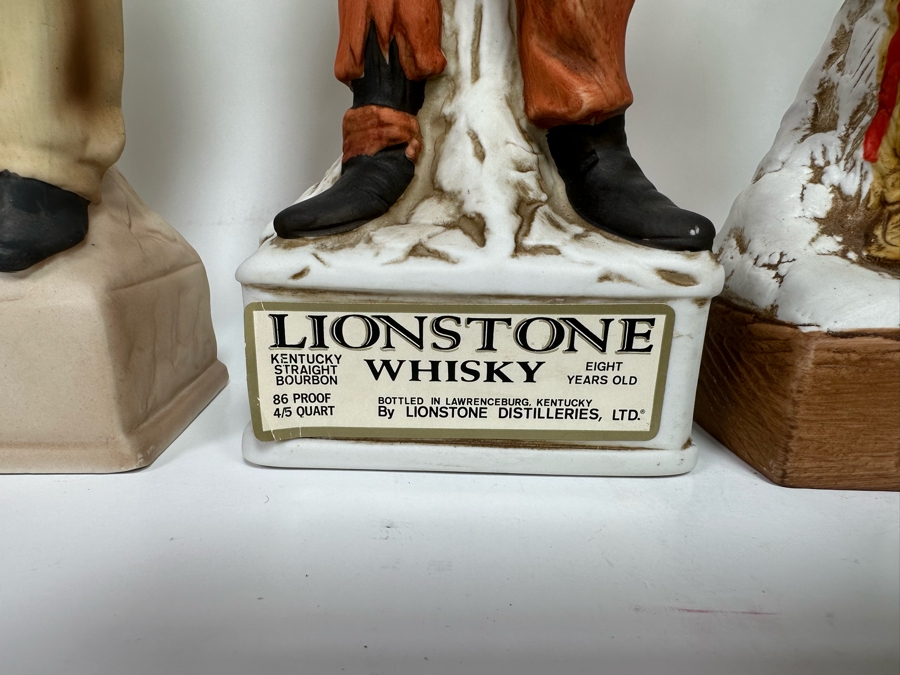 LIONSTONE
KENTUCKY
STRAIGHT
BOURBON
WHISKY
EIGHT
YEARS OLD
86 PROOF
4/5 QUART
BOTTLED IN LAWRENCEBURG, KENTUCKY
By LIONSTONE DISTILLERIES, LTD.®